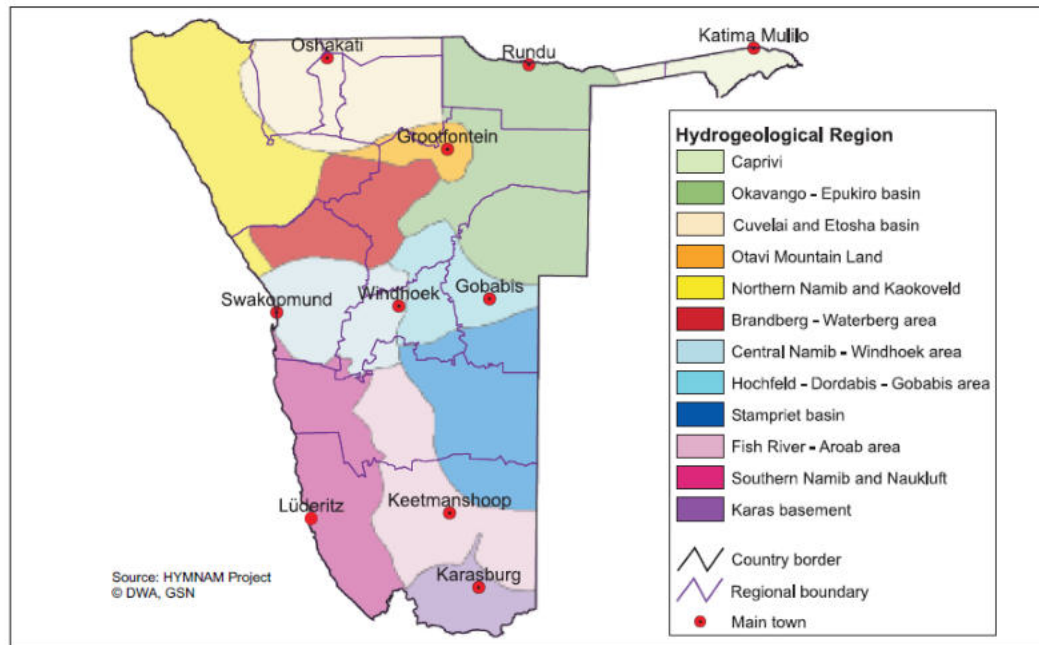 Oshakati
Rundu
Katima Mulilo
Grootfontein
Swakopmund
Windhoek
Gobabis
Lüderitz
Keetmanshoop
Karasburg
Source: HYMNAM Project
© DWA, GSN
Hydrogeological Region
Caprivi
Okavango - Epukiro basin
Cuvelai and Etosha basin
Otavi Mountain Land
Northern Namib and Kaokoveld
Brandberg - Waterberg area
Central Namib - Windhoek area
Hochfeld - Dordabis - Gobabis area
Stampriet basin
Fish River - Aroab area
Southern Namib and Naukluft
Karas basement
Country border
Regional boundary
Main town